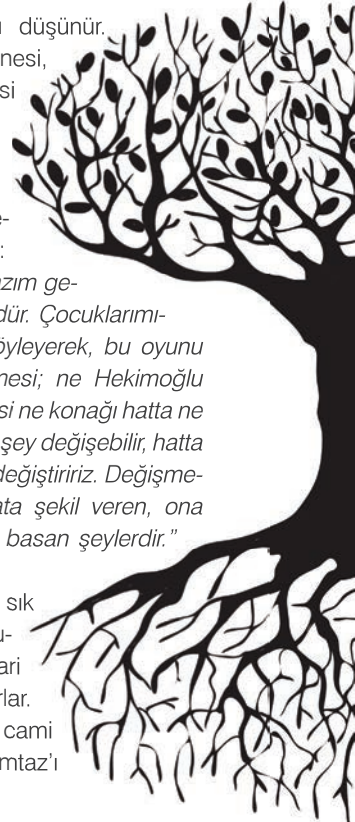 düşünür.
nesi,
si
e-
:
zım ge-
dür. Çocuklarımı-
öyleyerek, bu oyunu
nesi; ne Hekimoğlu
si ne konağı hatta ne
şey değişebilir, hatta
değiştiririz. Değişme-
ata şekil veren, ona
basan şeylerdir.”
sık
u-
ari
rlar.
cami
mtaz’ı